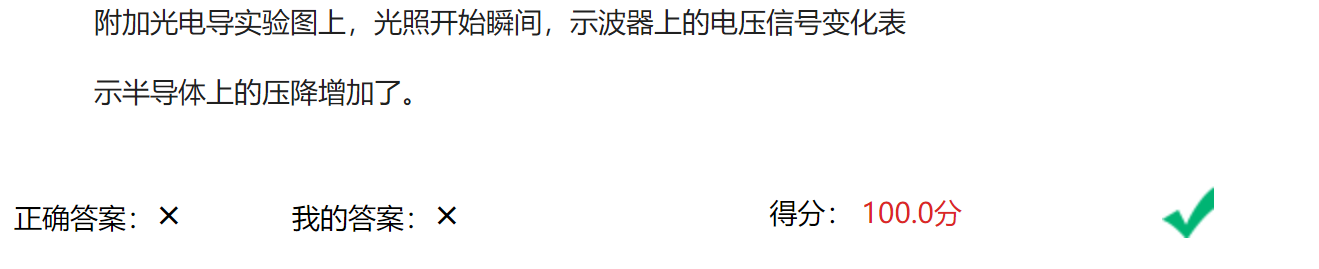 附加光电导实验图上，光照开始瞬间，示波器上的电压信号变化表
示半导体上的压降增加了。
正确答案：× 我的答案：× 得分： 100.0分